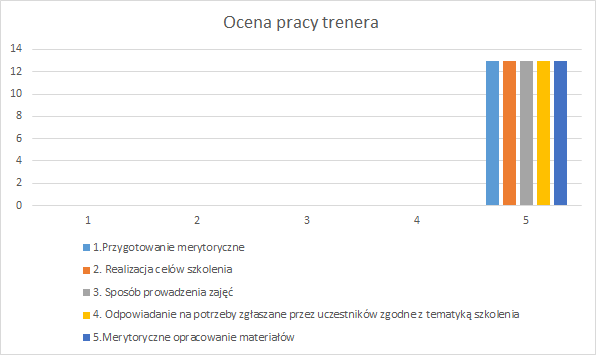 Ocena pracy trenera
14
12
10
8
6
4
2
0
1 2 3 4 5
1.Przygotowanie merytoryczne
2. Realizacja celów szkolenia
3. Sposób prowadzenia zajęć
4. Odpowiadanie na potrzeby zgłaszane przez uczestników zgodne z tematyką szkolenia
5.Merytoryczne opracowanie materiałów